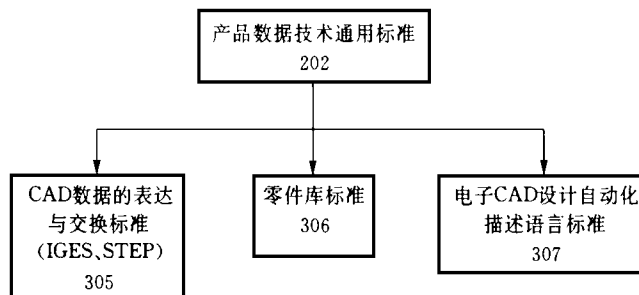 产品数据技术通用标准
202
CAD数据的表达
与交换标准
(IGES、STEP)
305
零件库标准
306
电子CAD设计自动化
描述语言标准
307